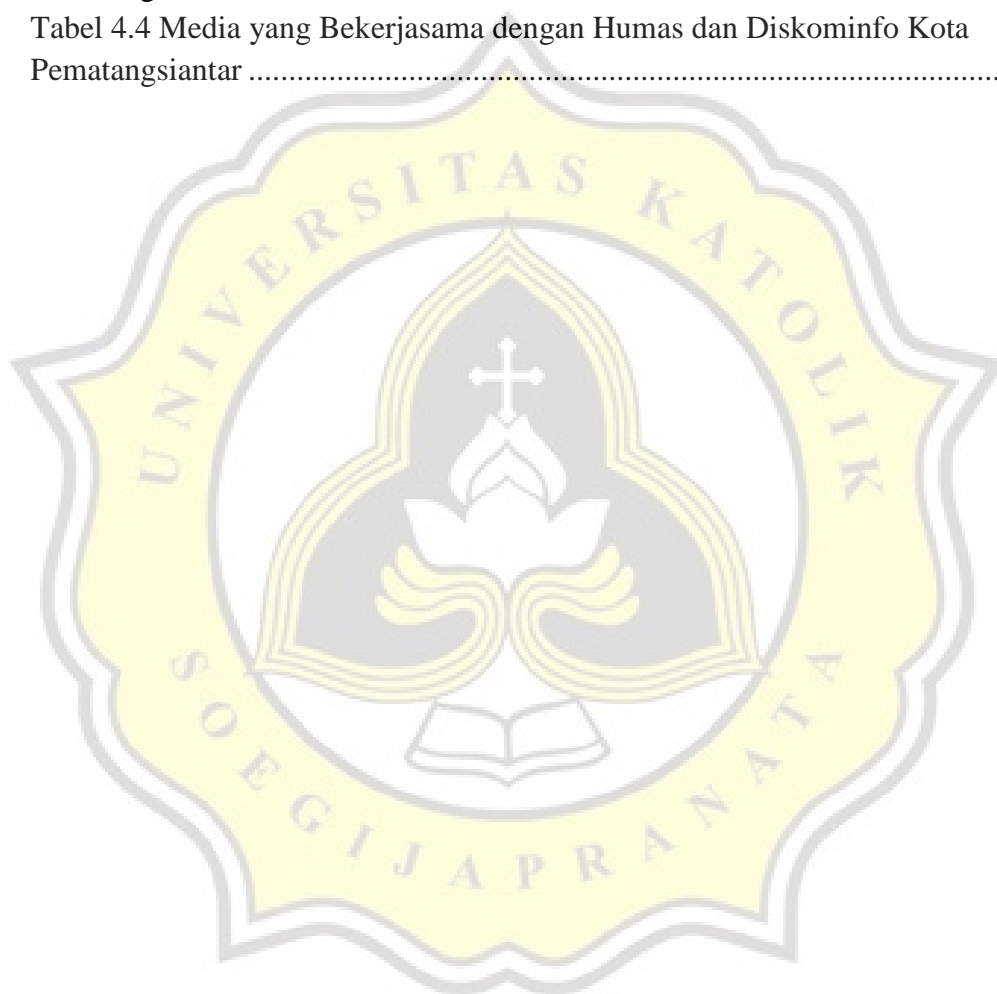 Tabel 4.4 Media yang Bekerjasama dengan Humas dan Diskominfo Kota
Pematangsiantar ..............................................................................................
UNIVERSITAS KATOLIK
SOEGIJAPRANATA